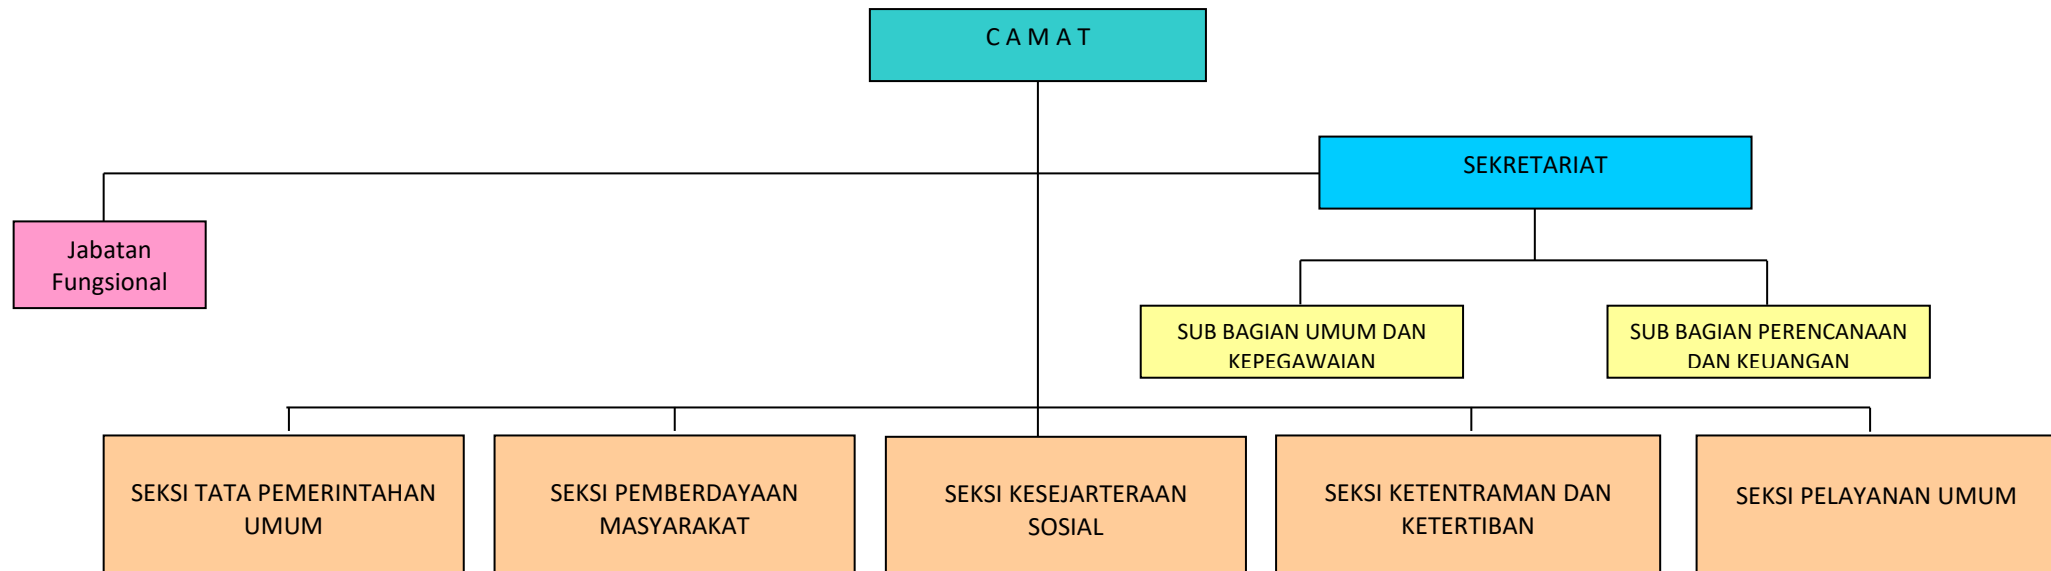 C A M A T
SEKRETARIAT
Jabatan
Fungsional
SUB BAGIAN UMUM DAN
KEPEGAWAIAN
SUB BAGIAN PERENCANAAN
DAN KEUANGAN
SEKSI TATA PEMERINTAHAN
UMUM
SEKSI PEMBERDAYAAN
MASYARAKAT
SEKSI KESEJARTERAAN
SOSIAL
SEKSI KETENTRAMAN DAN
KETERTIBAN
SEKSI PELAYANAN UMUM